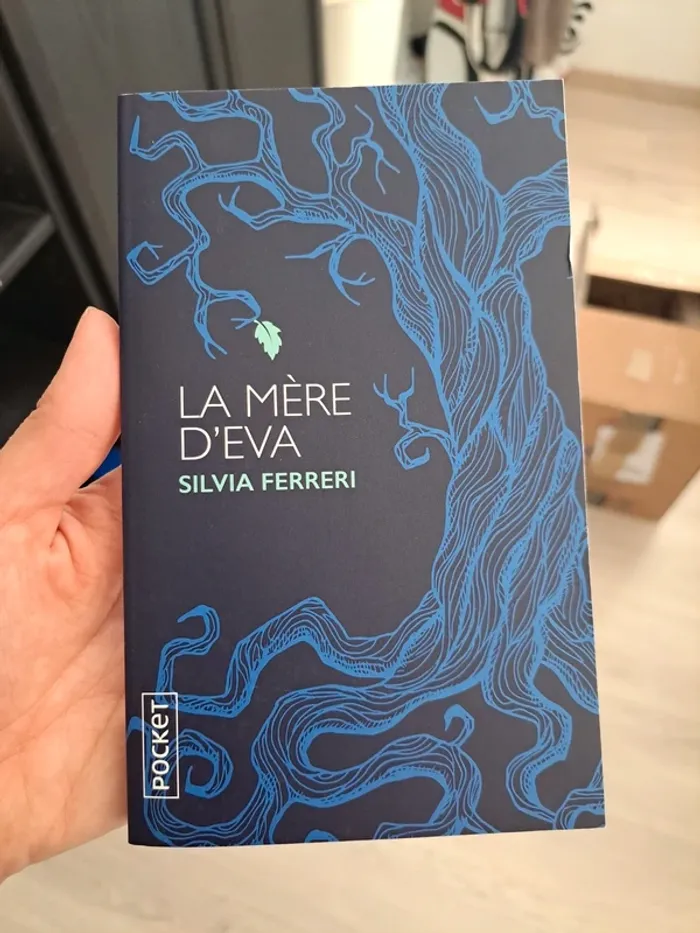 LA MÈRE
D'EVA
SILVIA FERRERI
POCKET